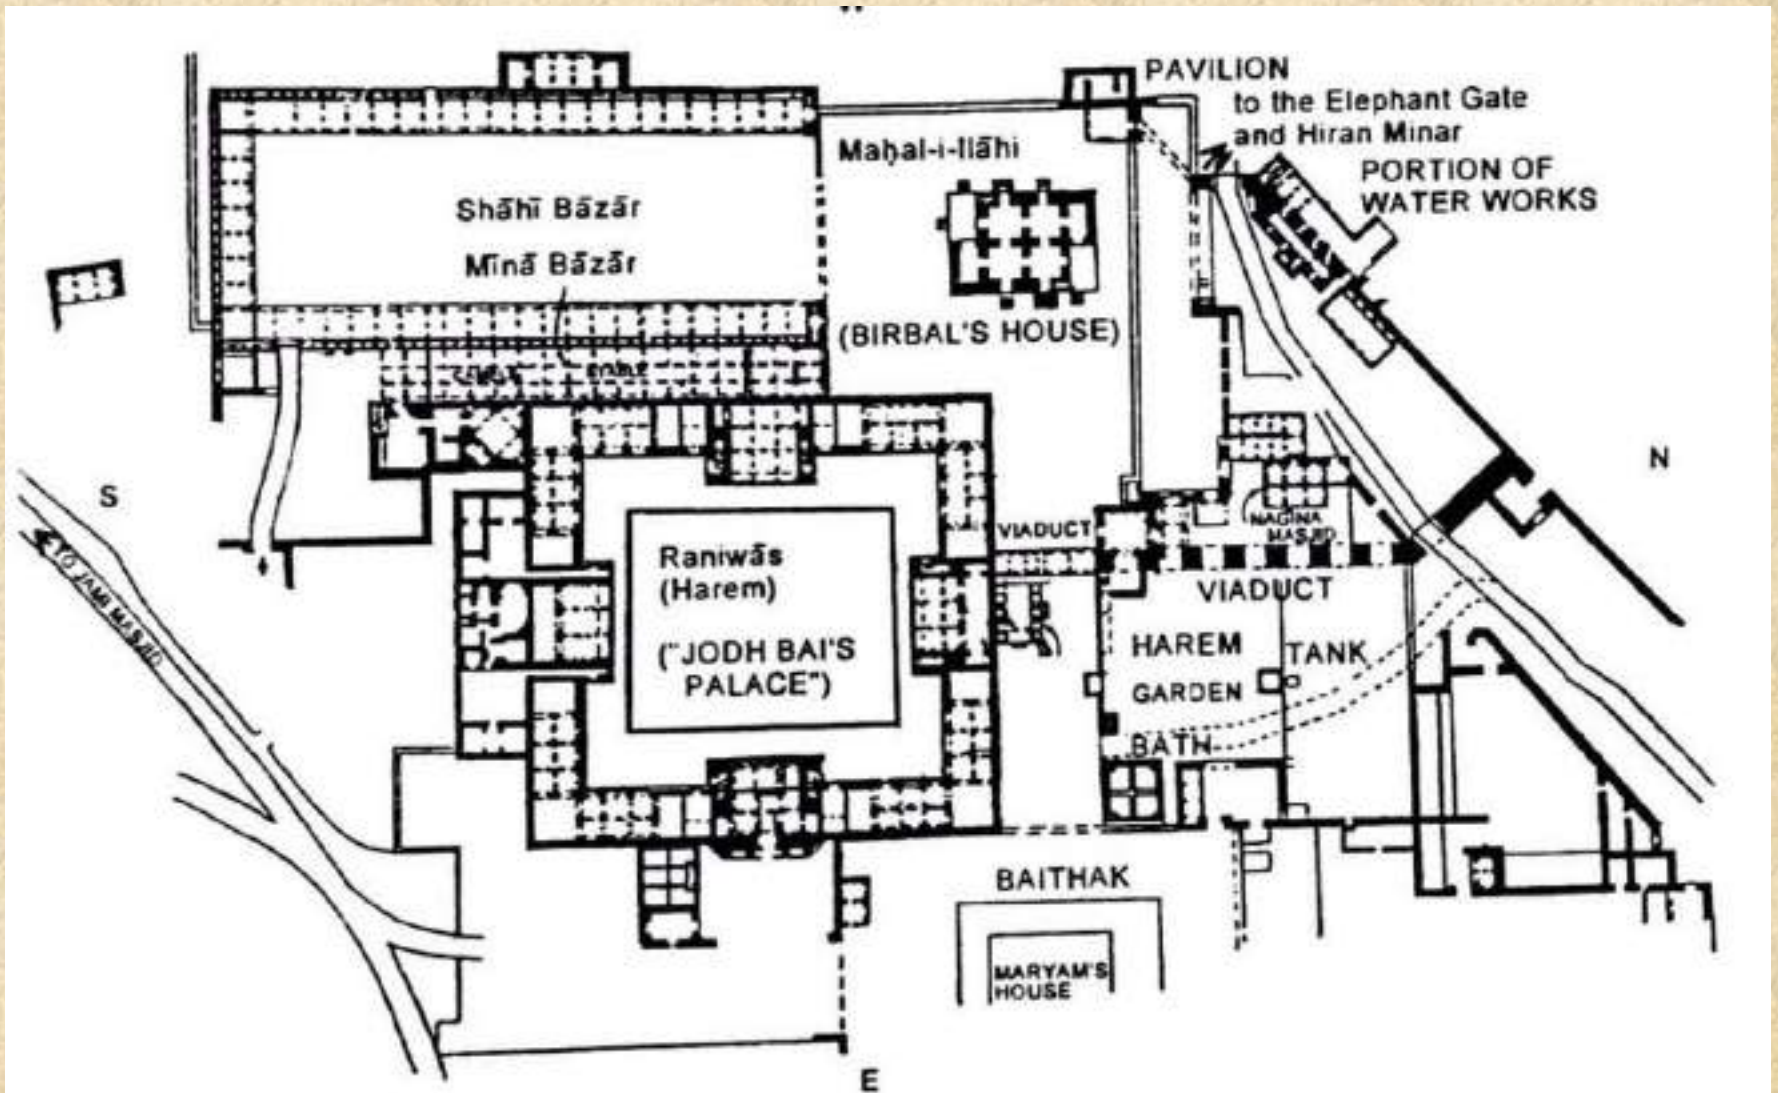 PAVILION
to the Elephant Gate
and Hiran Minar
PORTION OF
WATER WORKS
Maḥal-i-Ilāhi
Shāhī Bāzār
Mīnā Bāzār
(BIRBAL'S HOUSE)
N
S
TO JAMI MASJID
VIADUCT
NAGINA
MASJID
Raniwās
(Harem)
("JODH BAI'S
PALACE")
VIADUCT
HAREM
GARDEN
TANK
BATH
BAITHAK
MARYAM'S
HOUSE
E